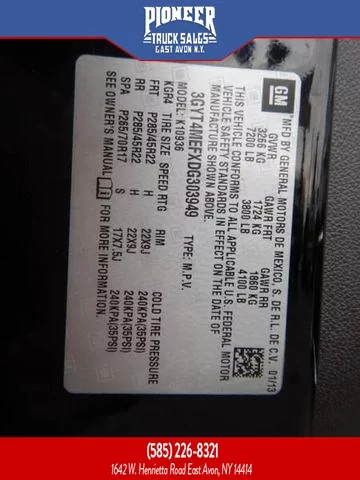 PIONEER
TRUCK SALES
EAST AVON N.Y.
GM
MFD BY GENERAL MOTORS DE MEXICO, S. DE R.L. DE C.V. 01/13
GVWR GAWR FRT GAWR RR
3266 KG 1724 KG 1860 KG
7200 LB 3800 LB 4100 LB
THIS VEHICLE CONFORMS TO ALL APPLICABLE U.S. FEDERAL MOTOR
VEHICLE SAFETY STANDARDS IN EFFECT ON THE DATE OF
MANUFACTURE SHOWN ABOVE.
3GYT4MEFXDG303949 TYPE: M.P.V.
MODEL: K10936
KGR4 TIRE SIZE SPEED RTG RIM COLD TIRE PRESSURE
FRT P285/45R22 H 22X9J 240KPA(35PSI)
RR P285/45R22 H 22X9J 240KPA(35PSI)
SPA P265/70R17 S 17X7.5J 240KPA(35PSI)
SEE OWNER'S MANUAL
(585) 226-8321
1642 W. Henrietta Road East Avon, NY 14414